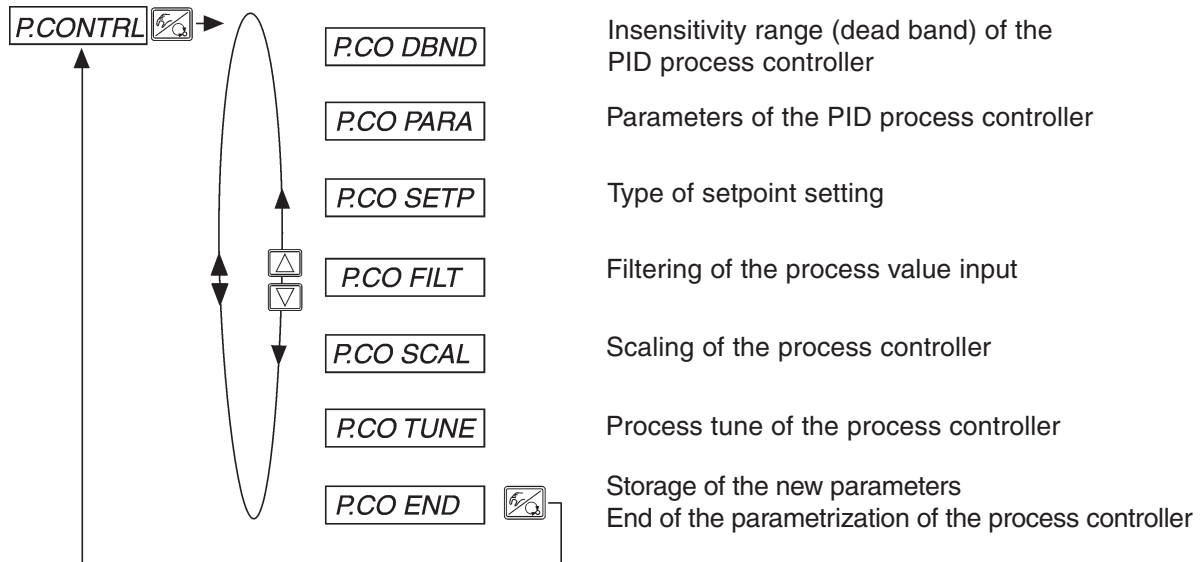 P.CONTRL
P.CO DBND
Insensitivity range (dead band) of the
PID process controller
P.CO PARA
Parameters of the PID process controller
P.CO SETP
Type of setpoint setting
P.CO FILT
Filtering of the process value input
P.CO SCAL
Scaling of the process controller
P.CO TUNE
Process tune of the process controller
P.CO END
Storage of the new parameters
End of the parametrization of the process controller